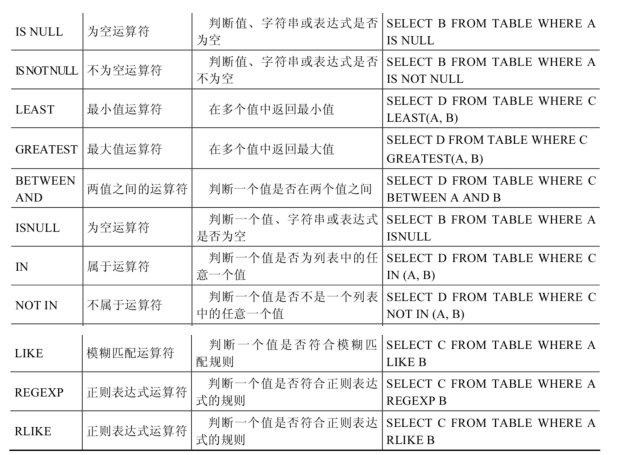 IS NULL 为空运算符 判断值、字符串或表达式是否为空 SELECT B FROM TABLE WHERE A IS NULL
IS NOT NULL 不为空运算符 判断值、字符串或表达式是否不为空 SELECT B FROM TABLE WHERE A IS NOT NULL
LEAST 最小值运算符 在多个值中返回最小值 SELECT D FROM TABLE WHERE C LEAST(A, B)
GREATEST 最大值运算符 在多个值中返回最大值 SELECT D FROM TABLE WHERE C GREATEST(A, B)
BETWEEN AND 两值之间的运算符 判断一个值是否在两个值之间 SELECT D FROM TABLE WHERE C BETWEEN A AND B
ISNULL 为空运算符 判断一个值、字符串或表达式是否为空 SELECT B FROM TABLE WHERE A ISNULL
IN 属于运算符 判断一个值是否为列表中的任意一个值 SELECT D FROM TABLE WHERE C IN (A, B)
NOT IN 不属于运算符 判断一个值是否不是一个列表中的任意一个值 SELECT D FROM TABLE WHERE C NOT IN (A, B)
LIKE 模糊匹配运算符 判断一个值是否符合模糊匹配规则 SELECT C FROM TABLE WHERE A LIKE B
REGEXP 正则表达式运算符 判断一个值是否符合正则表达式的规则 SELECT C FROM TABLE WHERE A REGEXP B
RLIKE 正则表达式运算符 判断一个值是否符合正则表达式的规则 SELECT C FROM TABLE WHERE A RLIKE B